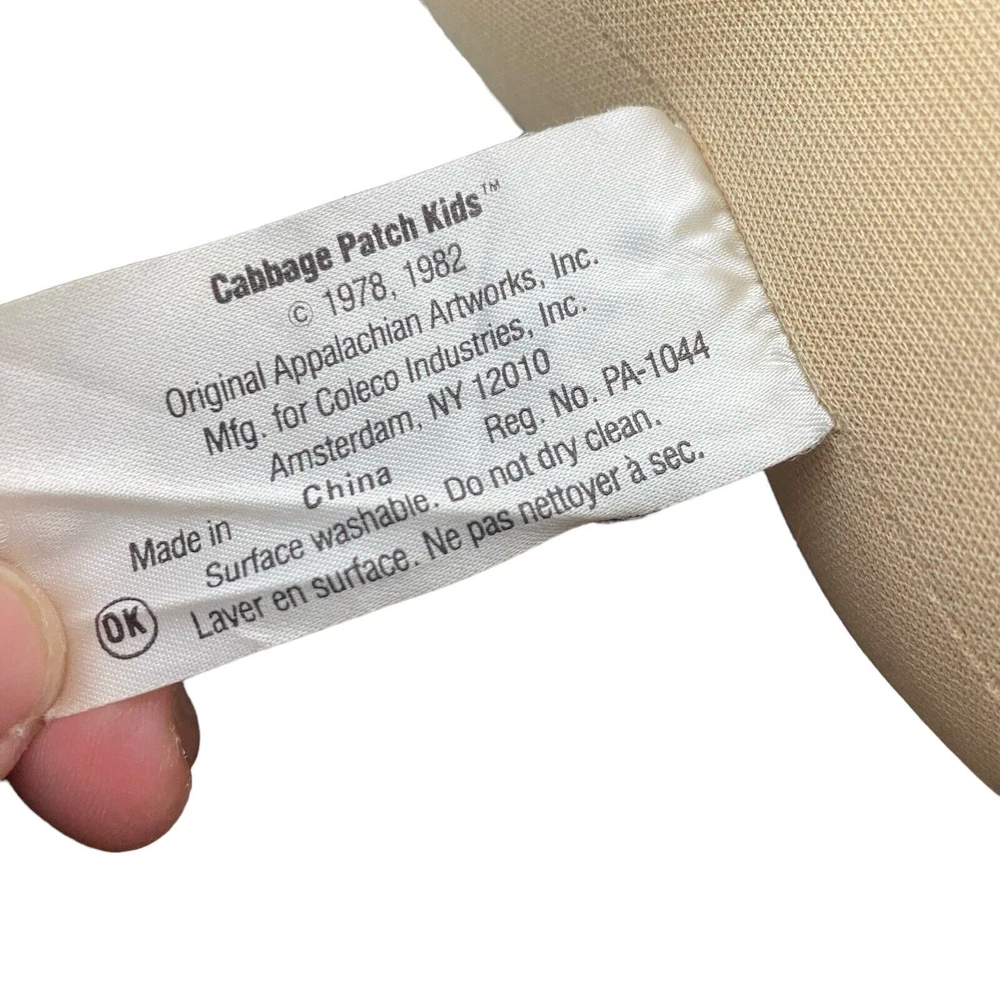 Cabbage Patch Kids™
© 1978, 1982
Original Appalachian Artworks, Inc.
Mfg. for Coleco Industries, Inc.
Amsterdam, NY 12010
Made in China Reg. No. PA-1044
Surface washable. Do not dry clean.
Laver en surface. Ne pas nettoyer à sec.
OK